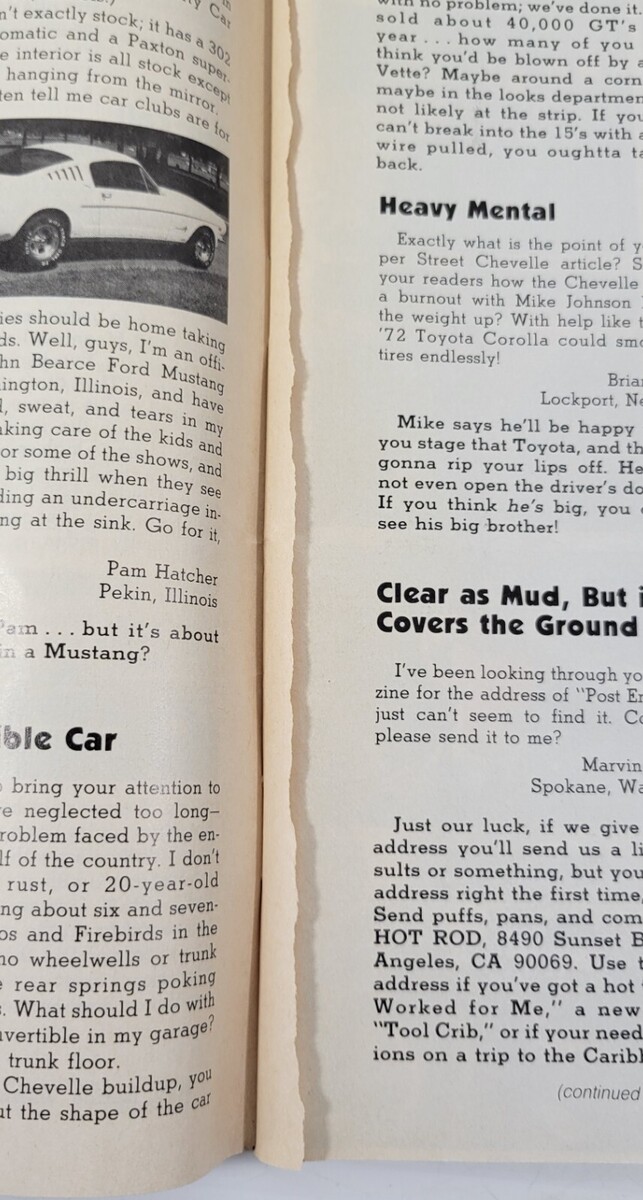 n't exactly stock; it has a 302
omatic and a Paxton super-
e interior is all stock except
hanging from the mirror.
ten tell me car clubs are for
ies should be home taking
ds. Well, guys, I'm an offi-
hn Bearce Ford Mustang
ington, Illinois, and have
l, sweat, and tears in my
aking care of the kids and
or some of the shows, and
big thrill when they see
ding an undercarriage in-
ng at the sink. Go for it,
Pam Hatcher
Pekin, Illinois
Pam . . . but it's about
in a Mustang?
ible Car
o bring your attention to
e neglected too long—
roblem faced by the en-
lf of the country. I don't
rust, or 20-year-old
ng about six and seven-
os and Firebirds in the
no wheelwells or trunk
e rear springs poking
s. What should I do with
nvertible in my garage?
trunk floor.
Chevelle buildup, you
ut the shape of the car
with no problem; we've done it.
sold about 40,000 GT's
year . . . how many of you
think you'd be blown off by a
Vette? Maybe around a corn
maybe in the looks departmen
not likely at the strip. If you
can't break into the 15's with a
wire pulled, you oughtta ta
back.
Heavy Mental
Exactly what is the point of y
per Street Chevelle article? S
your readers how the Chevelle
a burnout with Mike Johnson
the weight up? With help like t
'72 Toyota Corolla could smo
tires endlessly!
Brian
Lockport, Ne
Mike says he'll be happy
you stage that Toyota, and th
gonna rip your lips off. He
not even open the driver's do
If you think he's big, you
see his big brother!
Clear as Mud, But i
Covers the Ground
I've been looking through yo
zine for the address of "Post En
just can't seem to find it. Co
please send it to me?
Marvin
Spokane, Wa
Just our luck, if we give
address you'll send us a li
sults or something, but you
address right the first time,
Send puffs, pans, and com
HOT ROD, 8490 Sunset B
Angeles, CA 90069. Use t
address if you've got a hot
Worked for Me," a new
"Tool Crib," or if your need
ions on a trip to the Caribb
(continued